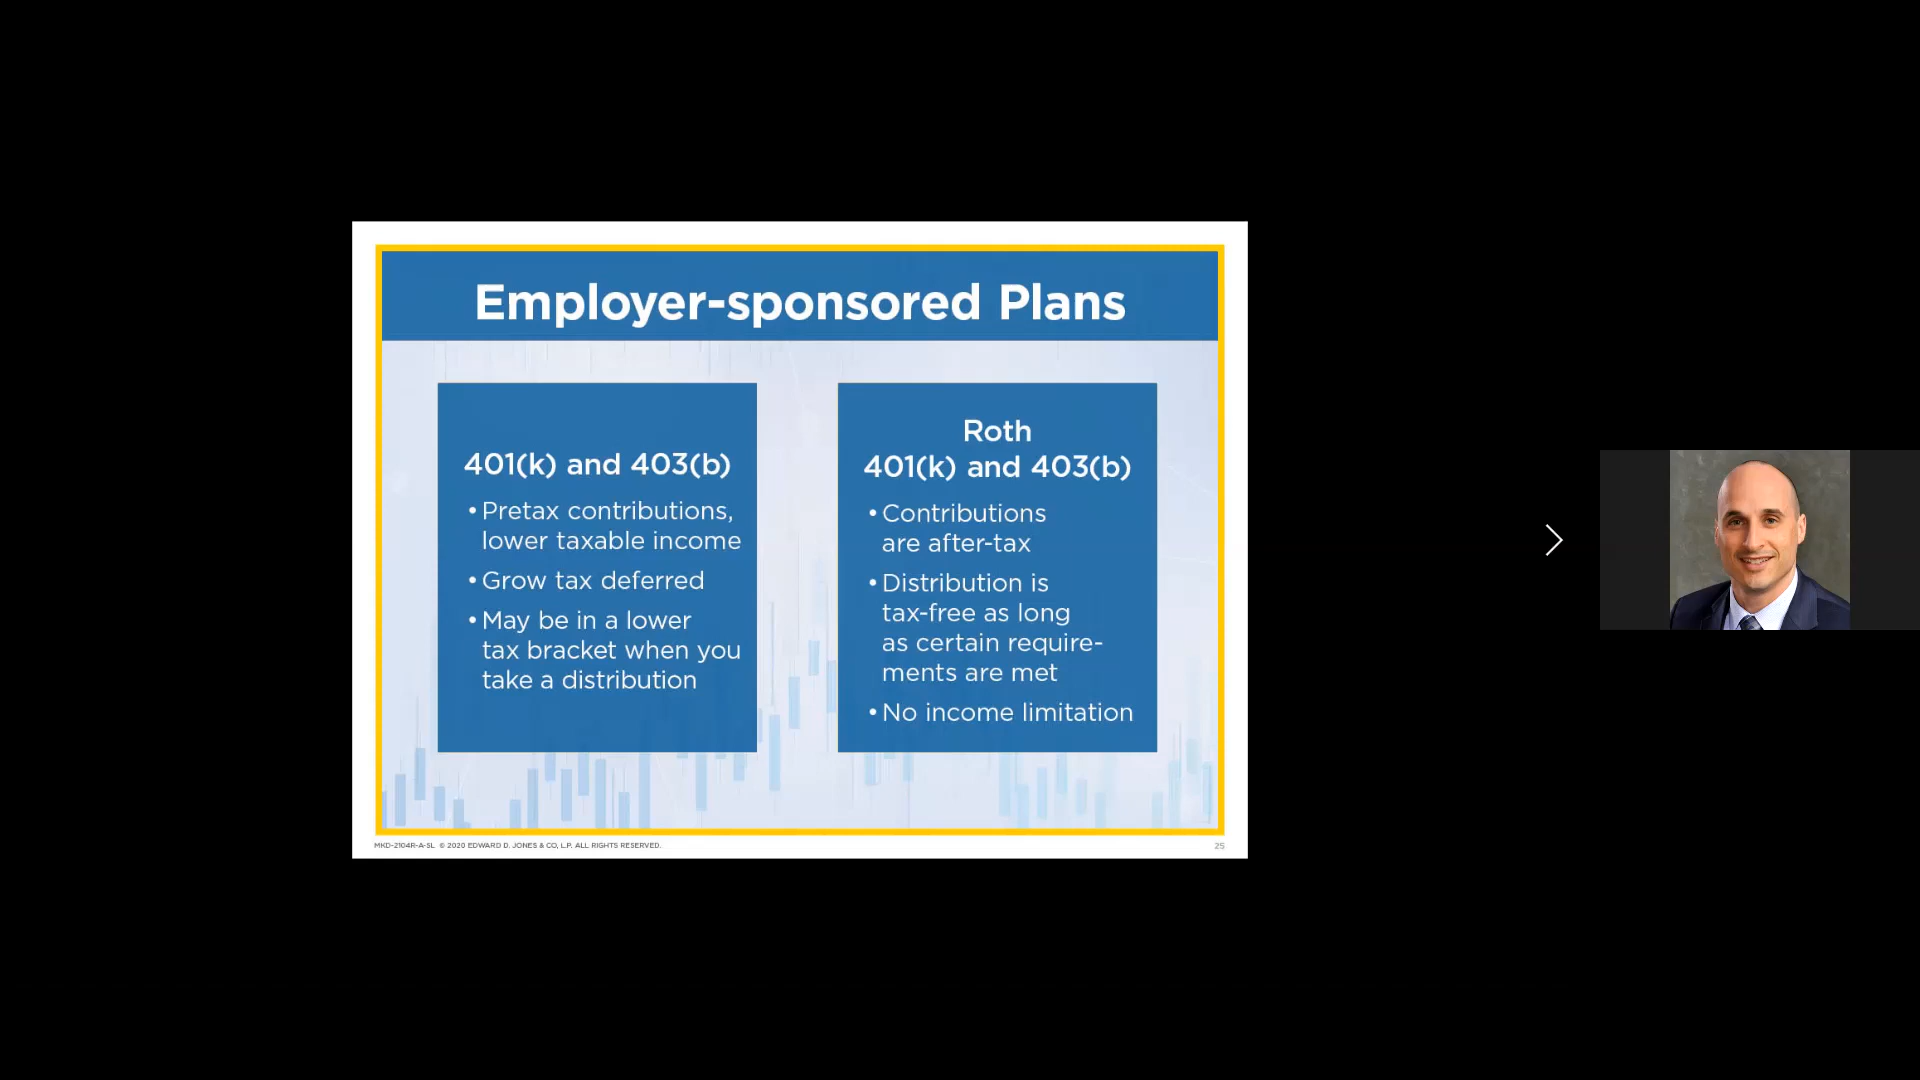 Employer-sponsored Plans
401(k) and 403(b)
• Pretax contributions,
lower taxable income
• Grow tax deferred
• May be in a lower
tax bracket when you
take a distribution
Roth
401(k) and 403(b)
• Contributions
are after-tax
• Distribution is
tax-free as long
as certain require-
ments are met
• No income limitation
MKD-2104R-A-SL © 2020 EDWARD D. JONES & CO, L.P. ALL RIGHTS RESERVED.
25